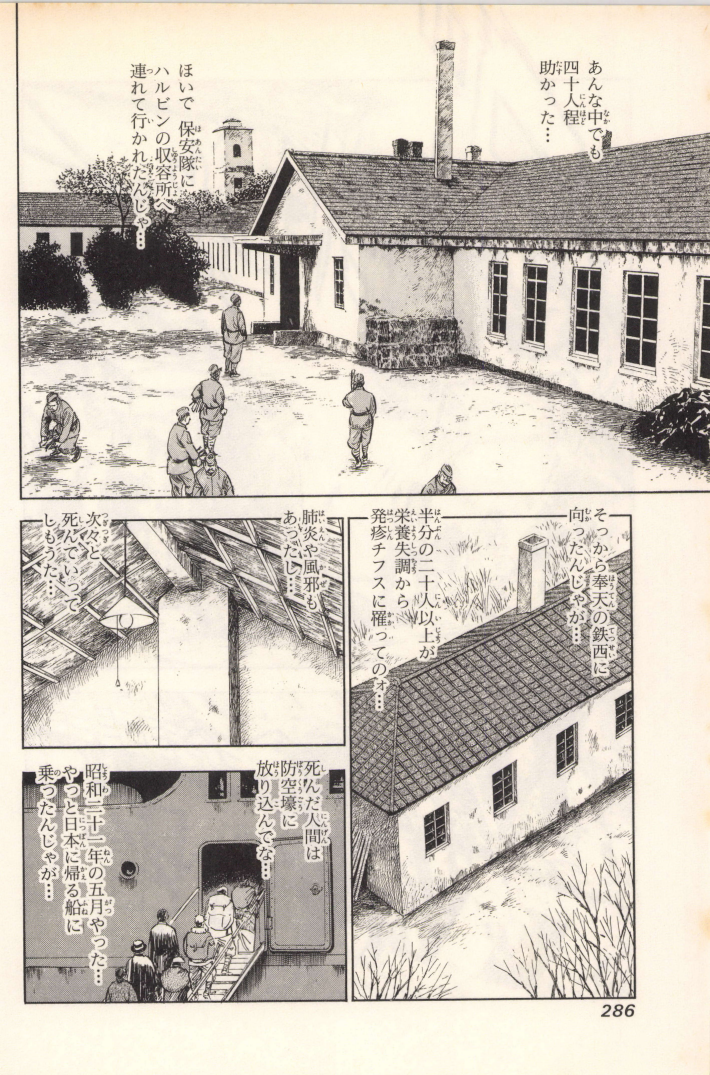 あんな中でも
四十人程
助かった…
ほいで 保安隊に
ハルビンの収容所へ
連れて行かれたんじゃ…
そっから奉天の鉄西に
向ったんじゃが…
半分の二十人以上が
栄養失調から
発疹チフスに罹ってのォ…
肺炎や風邪も
あったし…
次々と
死んでいって
しもうた…
死んだ人間は
防空壕に
放り込んでな…
昭和二十一年の五月やった…
やっと日本に帰る船に
乗ったんじゃが…
286